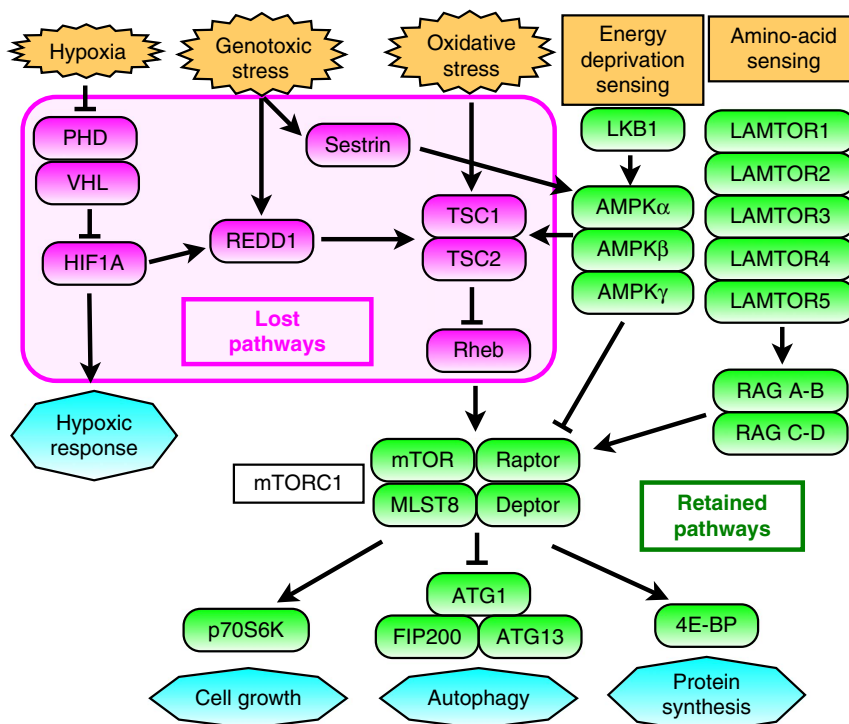 Hypoxia
Genotoxic
stress
Oxidative
stress
Energy
deprivation
sensing
Amino-acid
sensing
PHD
VHL
HIF1A
Sestrin
REDD1
TSC1
TSC2
Rheb
Lost
pathways
LKB1
AMPKα
AMPKβ
AMPKγ
LAMTOR1
LAMTOR2
LAMTOR3
LAMTOR4
LAMTOR5
RAG A-B
RAG C-D
Hypoxic
response
mTORC1
mTOR
Raptor
MLST8
Deptor
Retained
pathways
p70S6K
ATG1
FIP200
ATG13
4E-BP
Cell growth
Autophagy
Protein
synthesis